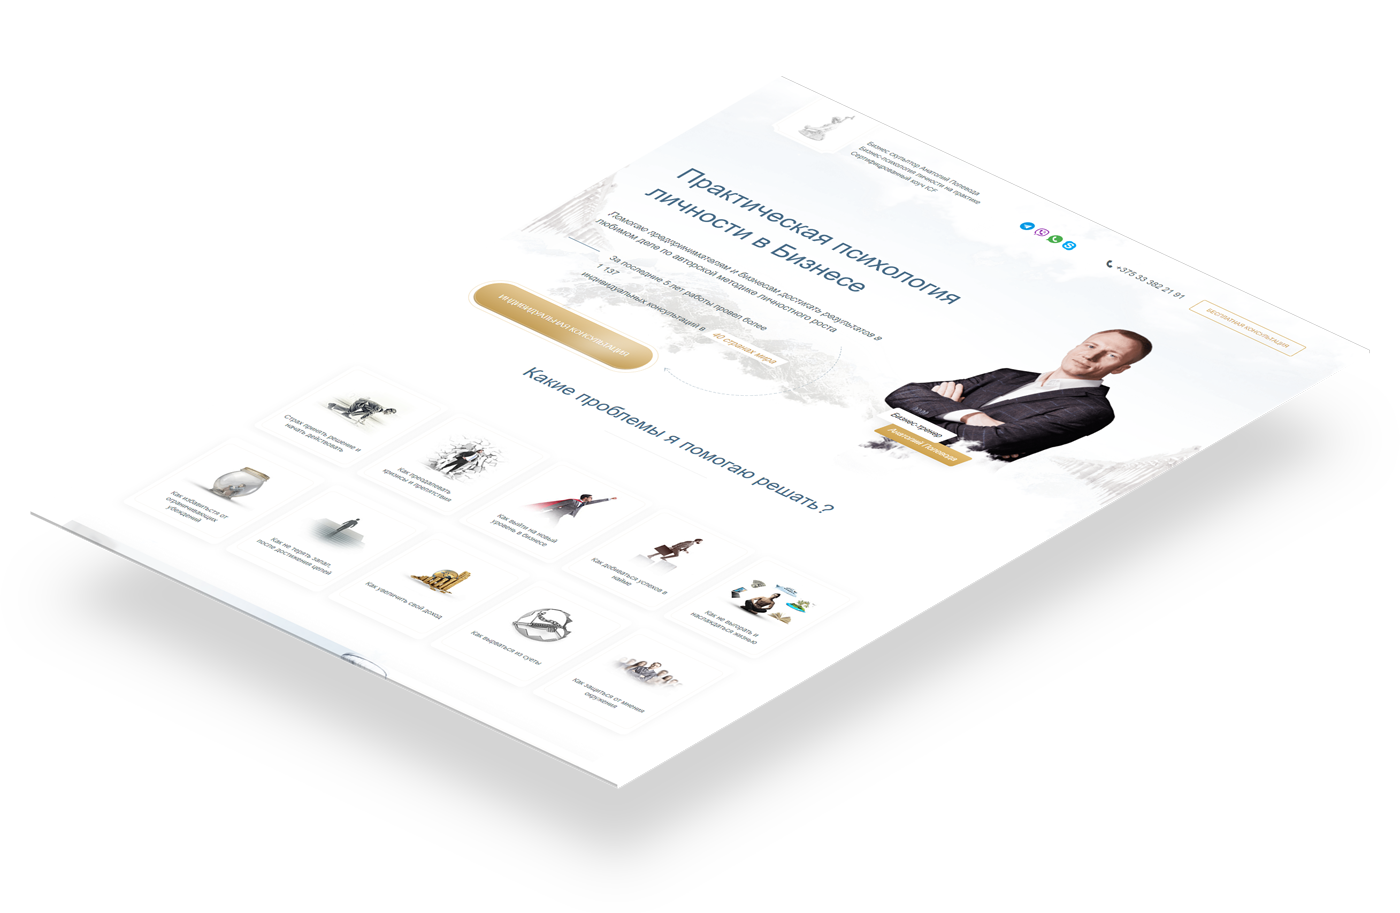 Бизнес скульптор Анатолий Полевода
Бизнес-психология личности на практике
Сертифицированный коуч ICF
+375 33 382 21 91
БЕСПЛАТНАЯ КОНСУЛЬТАЦИЯ
Практическая психология
личности в Бизнесе
Помогаю предпринимателям и бизнесам достигать результатов в
любимом деле по авторской методике личностного роста
За последние 5 лет работы провел более
1 137
индивидуальных консультаций в 40 странах мира
ИНДИВИДУАЛЬНАЯ КОНСУЛЬТАЦИЯ
Бизнес-тренер
Анатолий Полевода
Какие проблемы я помогаю решать?
Страх принять решение и
начать действовать
Как преодолевать
кризисы и препятствия
Как выйти на новый
уровень в бизнесе
Как добиваться успехов в
найме
Как не выгорать и
наслаждаться жизнью
Как избавиться от
ограничивающих
убеждений
Как не терять запал,
после достижения целей
Как увеличить свой доход
Как вырваться из суеты
Как защититься от мнения
окружения